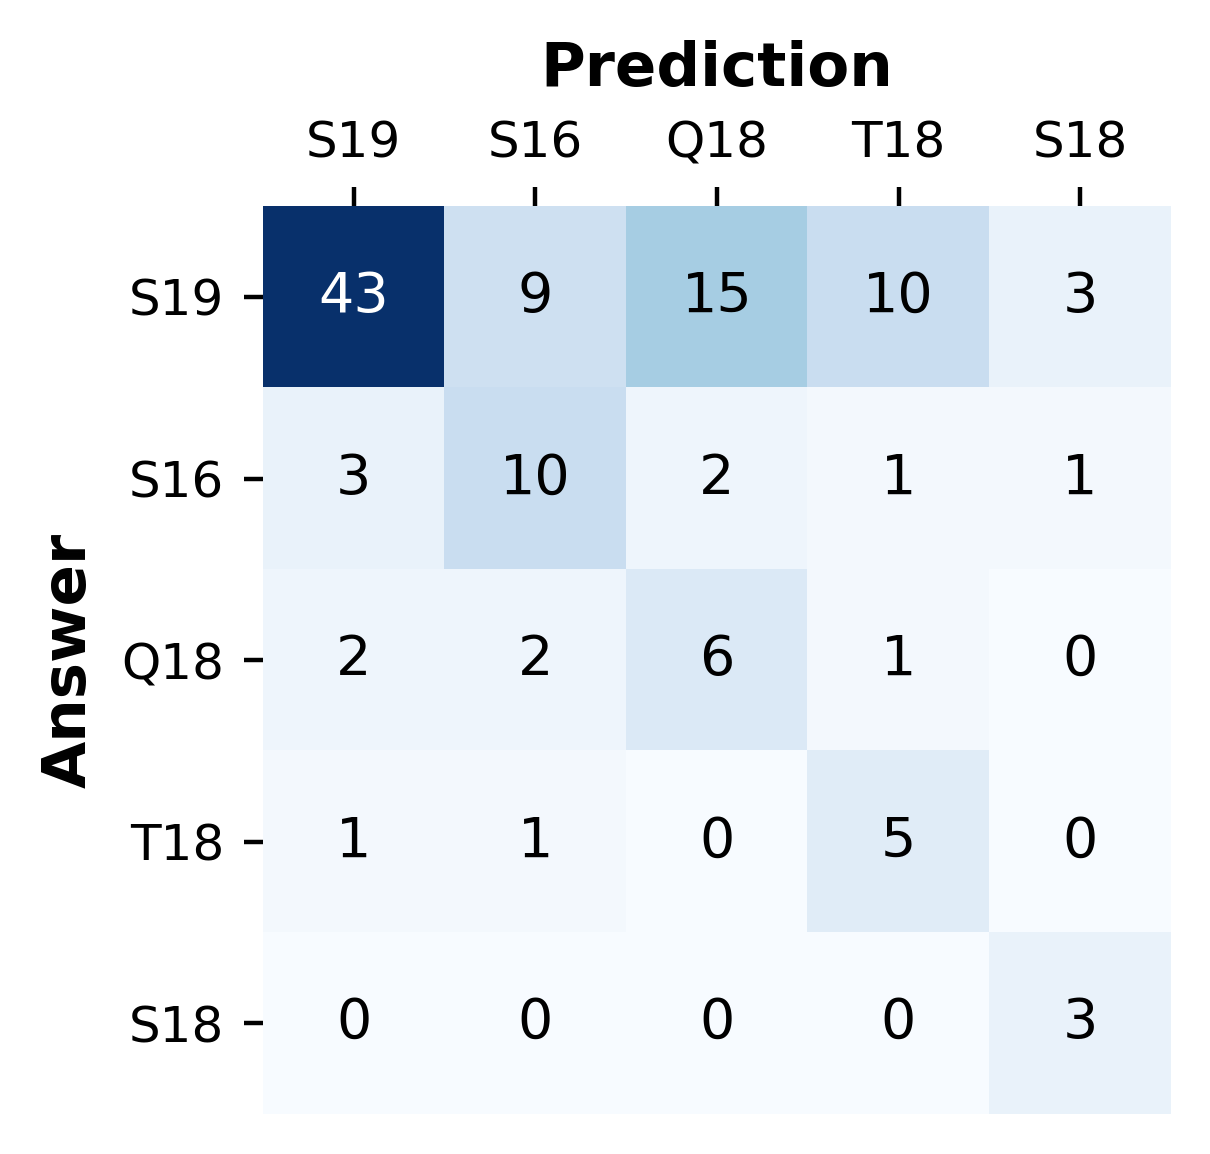 Prediction
S19 S16 Q18 T18 S18
Answer
S19 43 9 15 10 3
S16 3 10 2 1 1
Q18 2 2 6 1 0
T18 1 1 0 5 0
S18 0 0 0 0 3